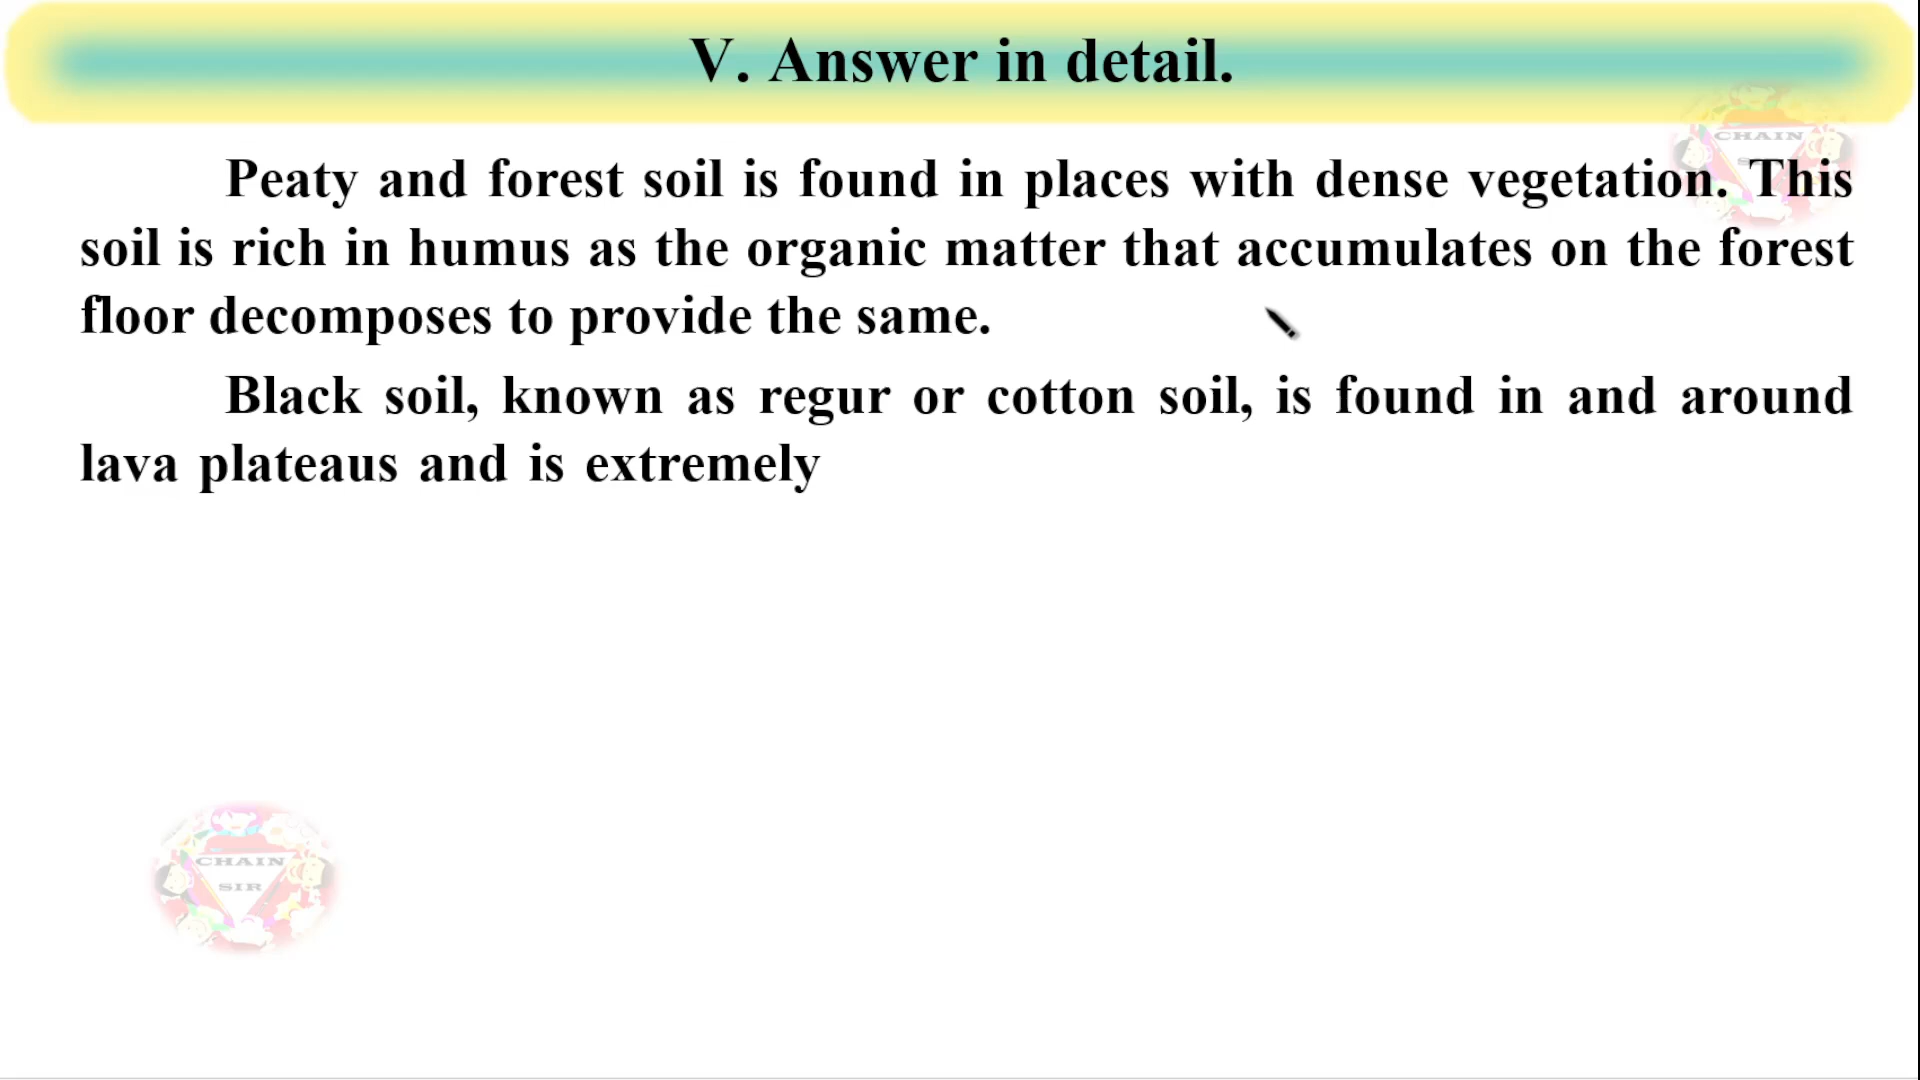 V. Answer in detail.
CHAIN
Peaty and forest soil is found in places with dense vegetation. This
soil is rich in humus as the organic matter that accumulates on the forest
floor decomposes to provide the same.
Black soil, known as regur or cotton soil, is found in and around
lava plateaus and is extremely
CHAIN
SIR